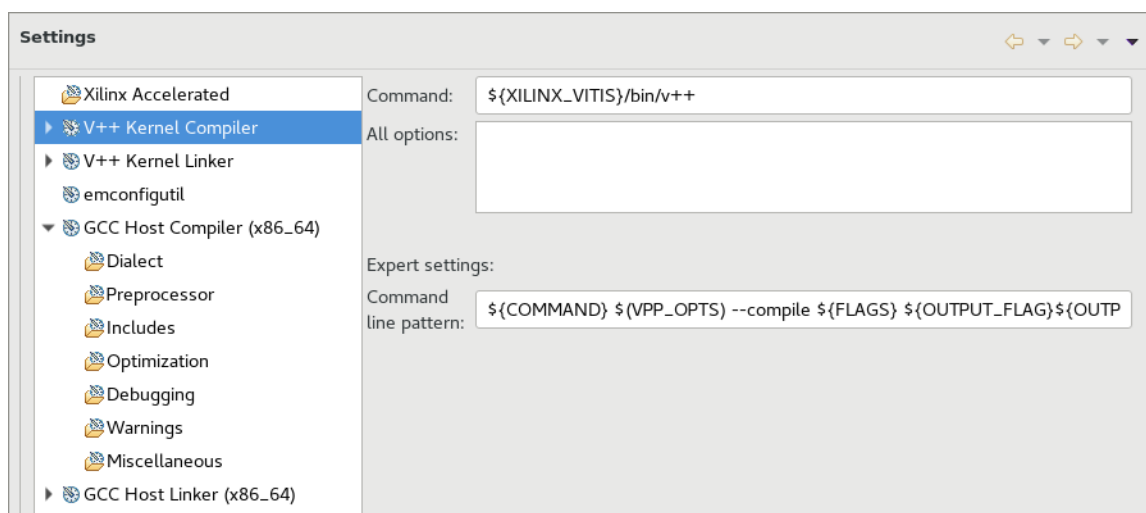 Settings
Xilinx Accelerated
V++ Kernel Compiler
V++ Kernel Linker
emconfigutil
GCC Host Compiler (x86_64)
Dialect
Preprocessor
Includes
Optimization
Debugging
Warnings
Miscellaneous
GCC Host Linker (x86_64)
Command: ${XILINX_VITIS}/bin/v++
All options:
Expert settings:
Command
line pattern: ${COMMAND} $(VPP_OPTS) --compile ${FLAGS} ${OUTPUT_FLAG}${OUTP